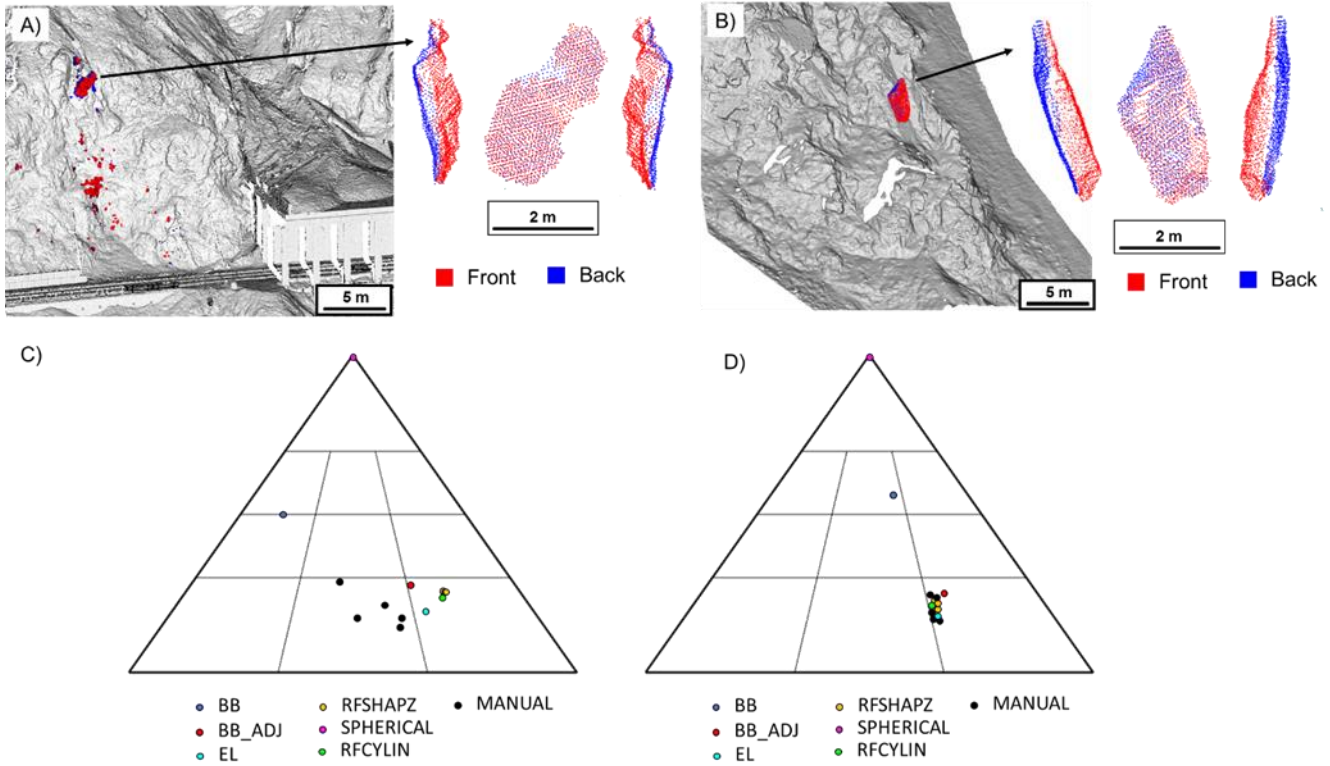 A)
2 m
Front Back
5 m
B)
2 m
Front Back
5 m
C)
BB RFSHAPZ MANUAL
BB_ADJ SPHERICAL
EL RFCYLIN
D)
BB RFSHAPZ MANUAL
BB_ADJ SPHERICAL
EL RFCYLIN